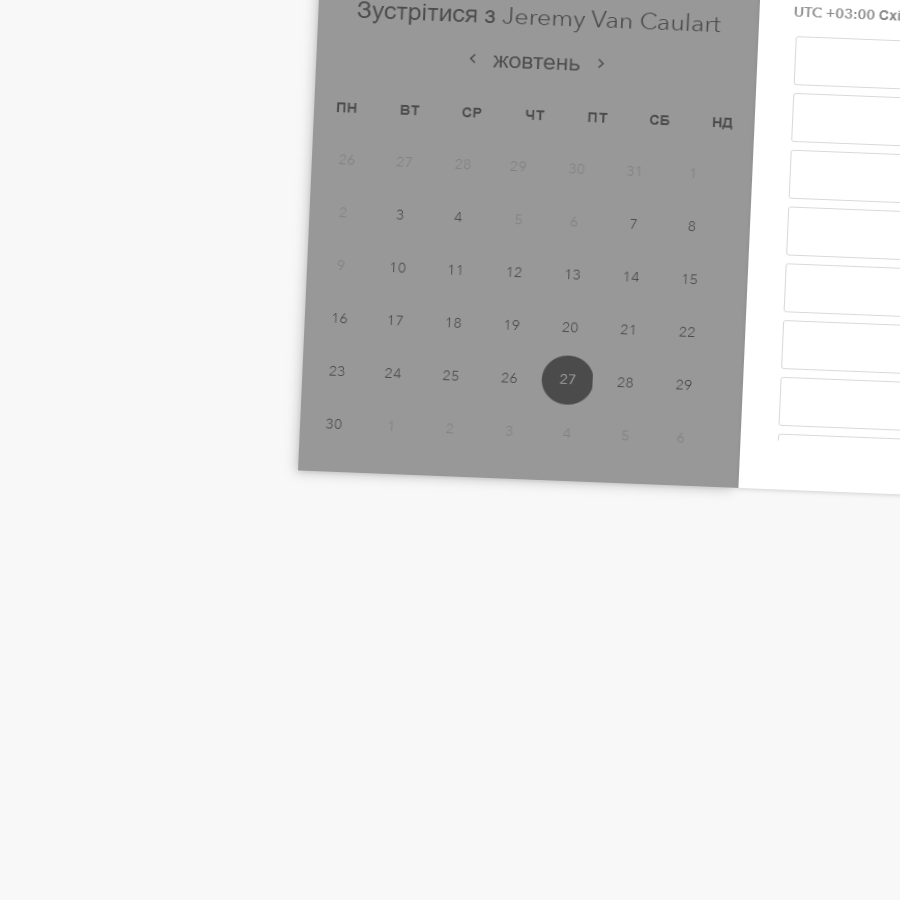 Зустрітися з Jeremy Van Caulart
UTC +03:00
‹ жовтень ›
ПН ВТ СР ЧТ ПТ СБ НД
26 27 28 29 30 31 1
2 3 4 5 6 7 8
9 10 11 12 13 14 15
16 17 18 19 20 21 22
23 24 25 26 27 28 29
30 1 2 3 4 5 6